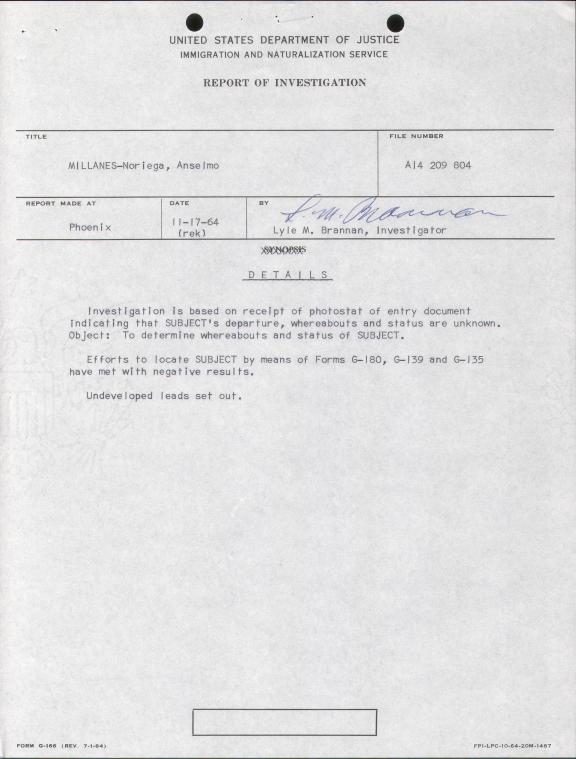 UNITED STATES DEPARTMENT OF JUSTICE
IMMIGRATION AND NATURALIZATION SERVICE
REPORT OF INVESTIGATION
TITLE
FILE NUMBER
MILLANES-Noriega, Anselmo
A14 209 804
REPORT MADE AT
DATE
BY
L. M. Brannan
Phoenix
11-17-64
(rek)
Lyle M. Brannan, Investigator
SYNOPSIS
DETAILS
Investigation is based on receipt of photostat of entry document
indicating that SUBJECT's departure, whereabouts and status are unknown.
Object: To determine whereabouts and status of SUBJECT.
Efforts to locate SUBJECT by means of Forms G-180, G-139 and G-135
have met with negative results.
Undeveloped leads set out.
FORM G-166 (REV. 7-1-64)
FPI-LPC-10-64-20M-1487